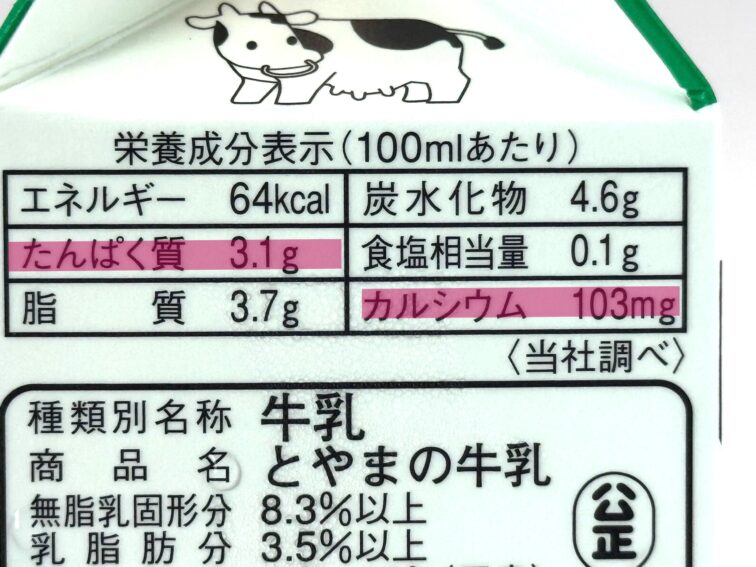 栄養成分表示(100mlあたり)
エネルギー 64kcal 炭水化物 4.6g
たんぱく質 3.1g 食塩相当量 0.1g
脂質 3.7g カルシウム 103mg
〈当社調べ〉
種類別名称 牛乳
商品名 とやまの牛乳
無脂乳固形分 8.3%以上
乳脂肪分 3.5%以上
公正